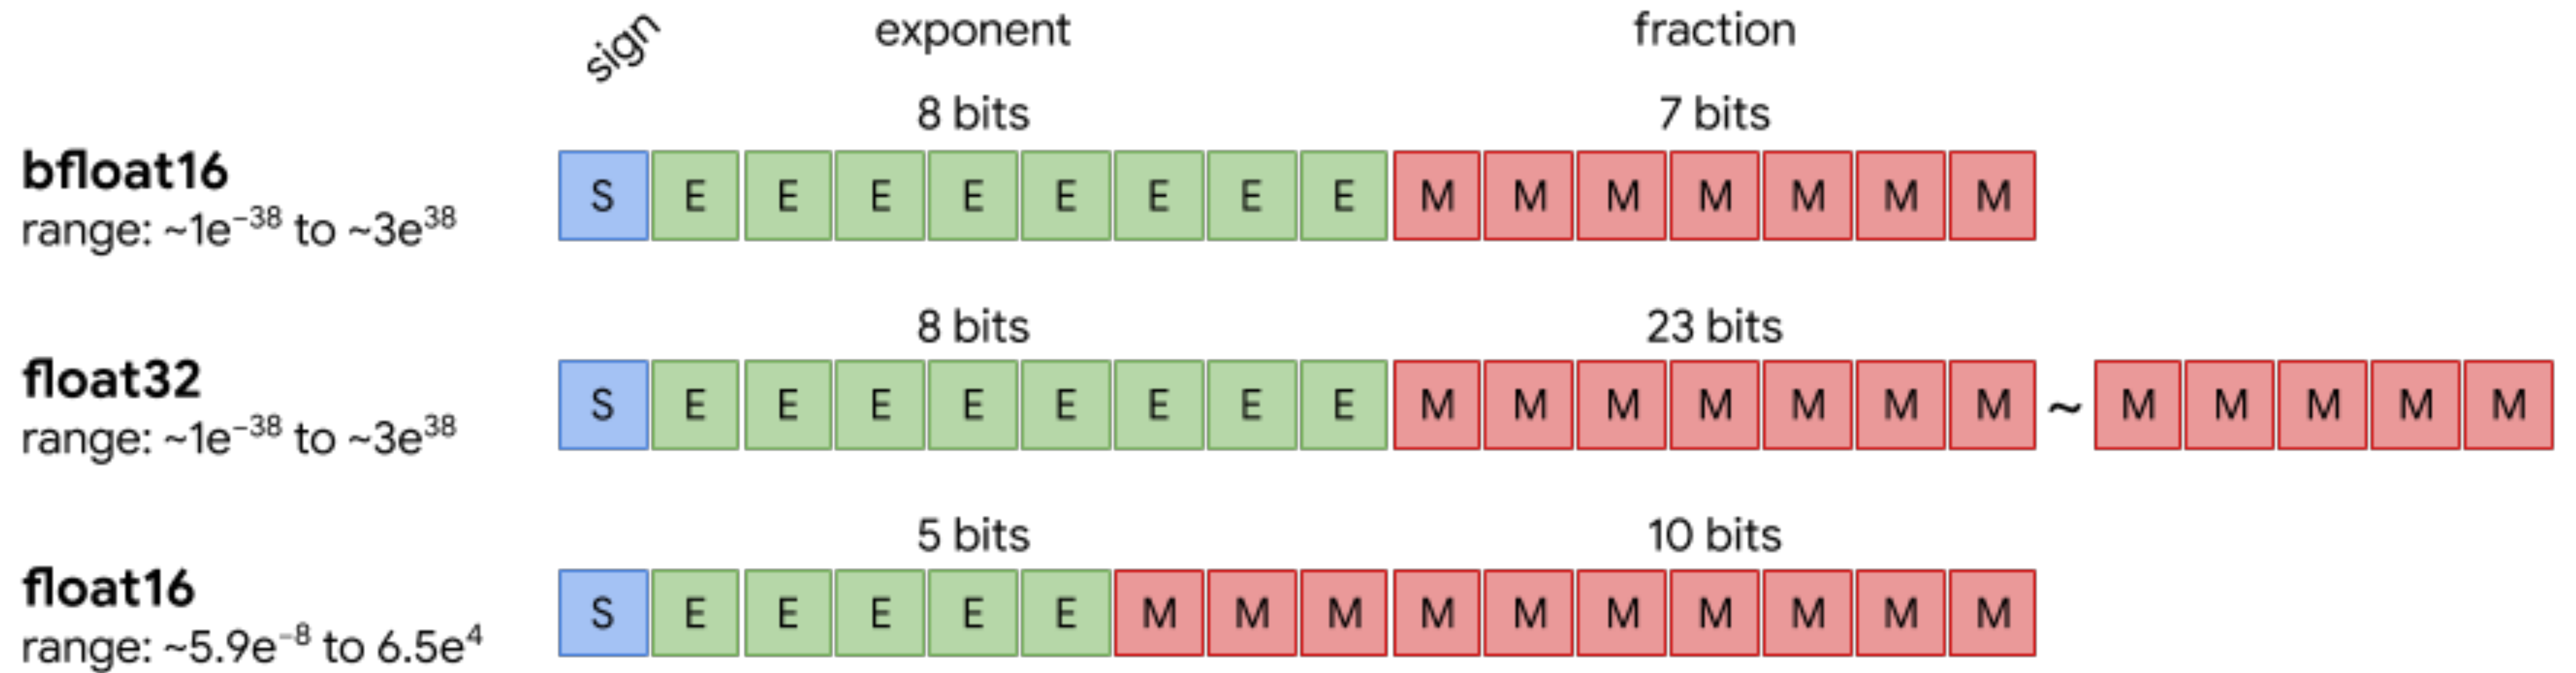 sign exponent fraction
8 bits 7 bits
bfloat16
S E E E E E E E E M M M M M M M
range: ~1e⁻³⁸ to ~3e³⁸
8 bits 23 bits
float32
S E E E E E E E E M M M M M M M ~ M M M M M
range: ~1e⁻³⁸ to ~3e³⁸
5 bits 10 bits
float16
S E E E E E M M M M M M M M M M
range: ~5.9e⁻⁸ to 6.5e⁴